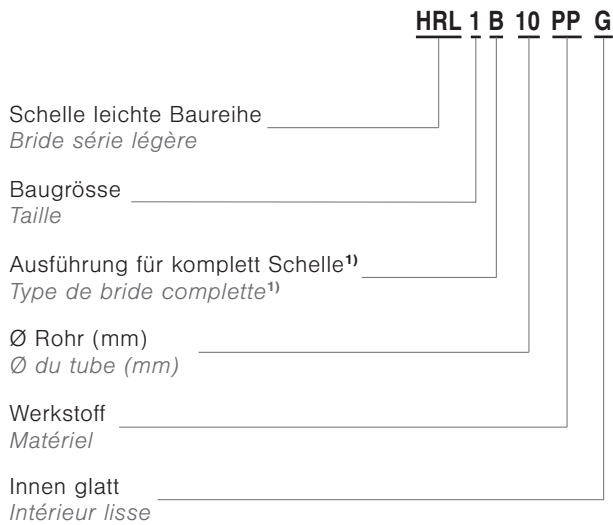 HRL 1 B 10 PP G
Schelle leichte Baureihe
Bride série légère
Baugrösse
Taille
Ausführung für komplett Schelle1)
Type de bride complette1)
Ø Rohr (mm)
Ø du tube (mm)
Werkstoff
Matériel
Innen glatt
Intérieur lisse